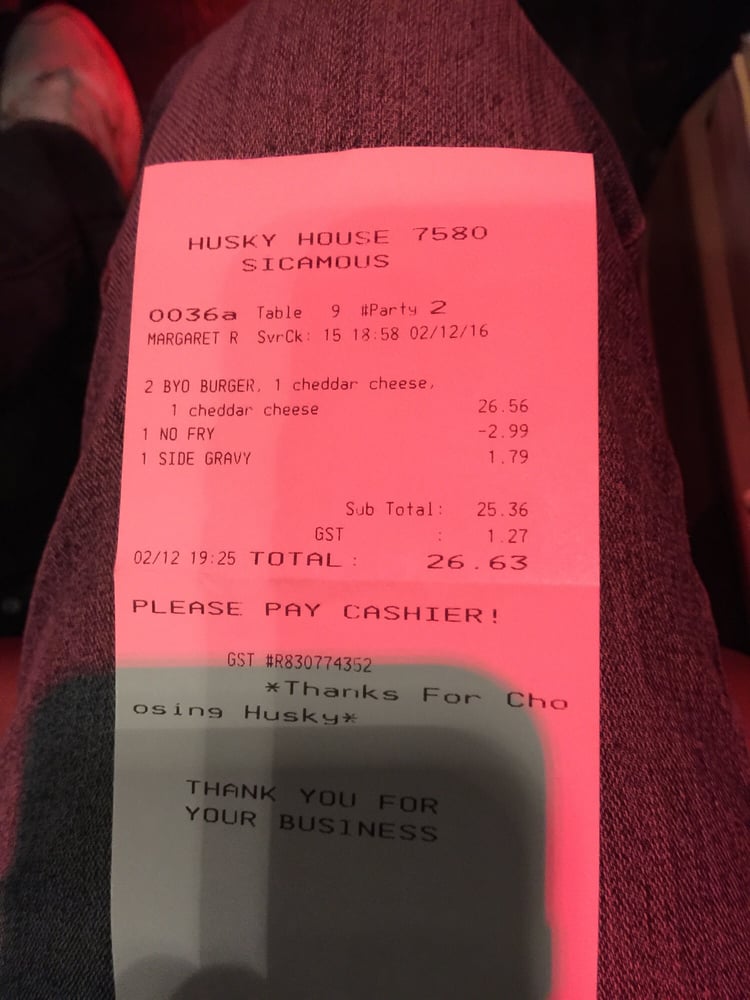 HUSKY HOUSE 7580
SICAMOUS
0036a Table 9 #Party 2
MARGARET R SvrCk: 15 18:58 02/12/16
2 BYO BURGER, 1 cheddar cheese,
1 cheddar cheese 26.56
1 NO FRY -2.99
1 SIDE GRAVY 1.79
Sub Total: 25.36
GST : 1.27
02/12 19:25 TOTAL : 26.63
PLEASE PAY CASHIER!
GST #R830774352
*Thanks For Cho
osing Husky*
THANK YOU FOR
YOUR BUSINESS